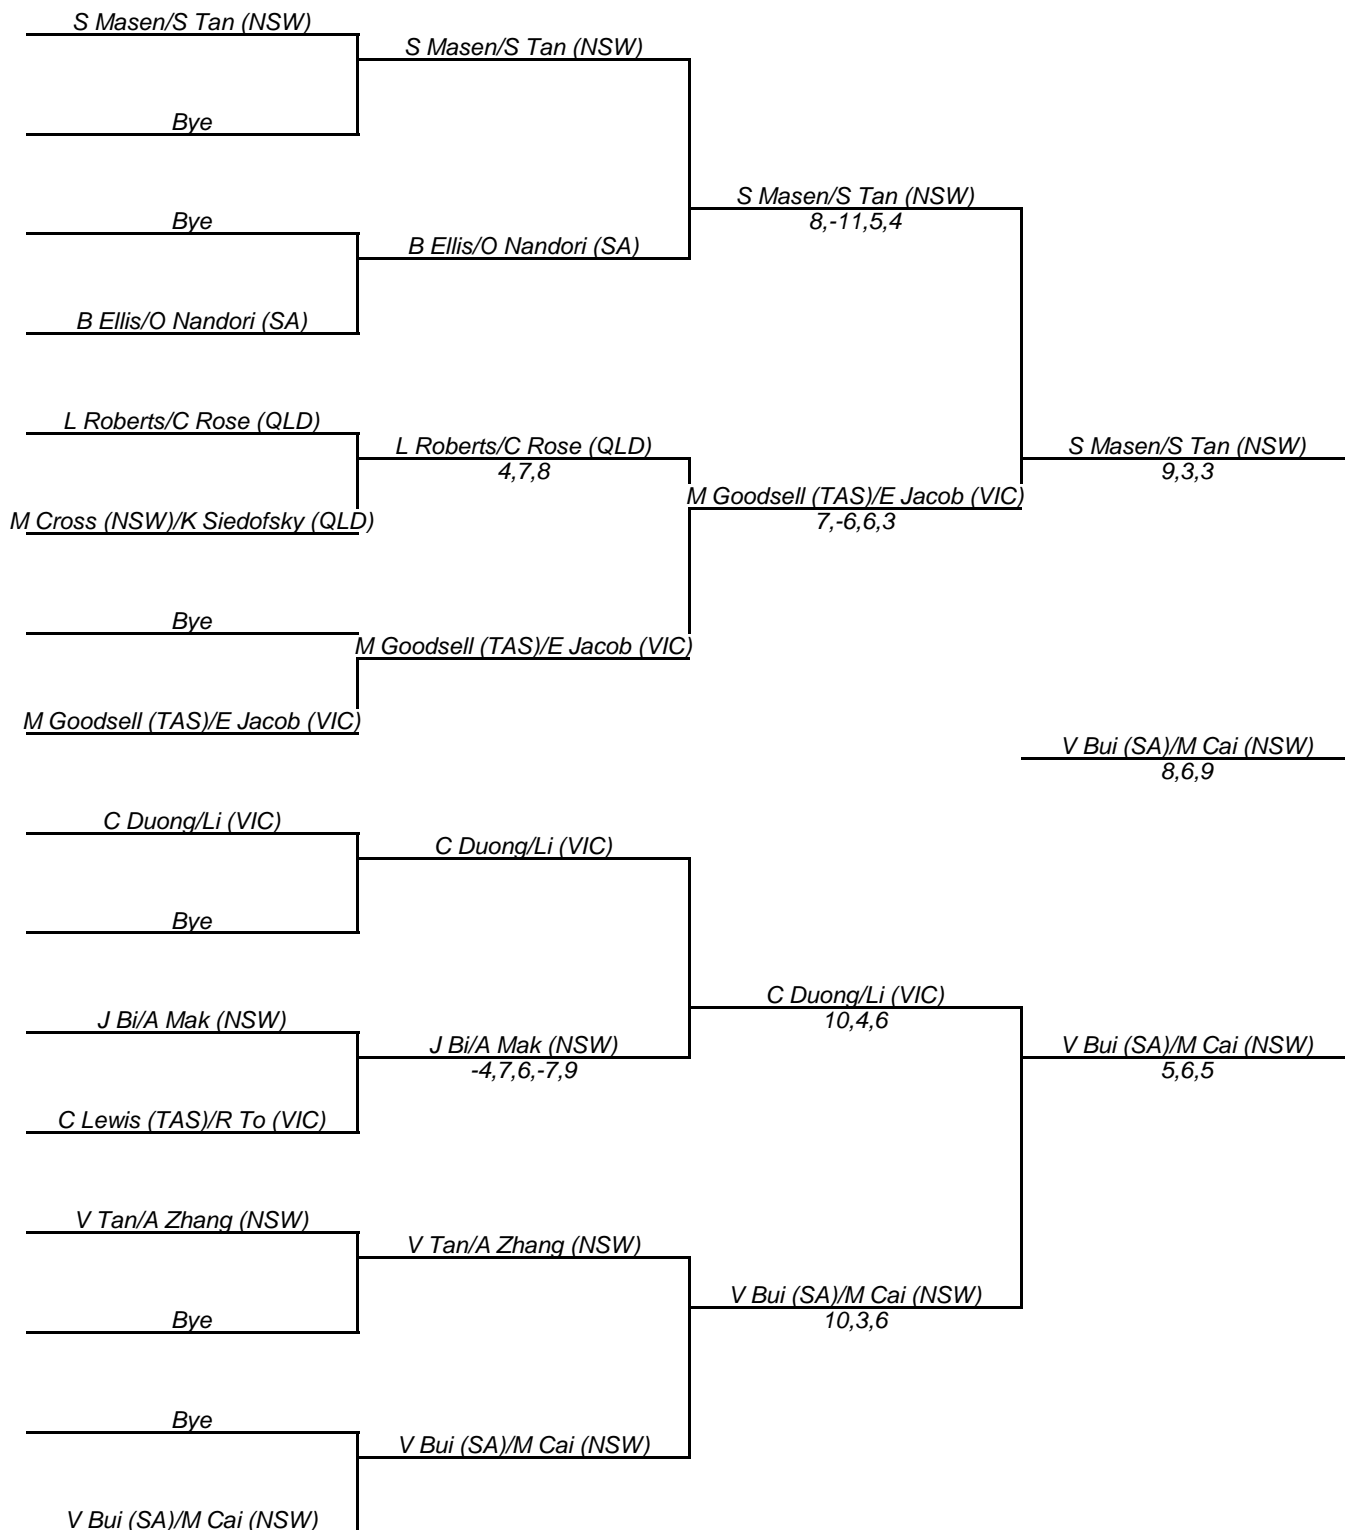 S Masen/S Tan (NSW)
S Masen/S Tan (NSW)
Bye
S Masen/S Tan (NSW)
8,-11,5,4
Bye
B Ellis/O Nandori (SA)
B Ellis/O Nandori (SA)
L Roberts/C Rose (QLD)
L Roberts/C Rose (QLD)
4,7,8
S Masen/S Tan (NSW)
9,3,3
M Goodsell (TAS)/E Jacob (VIC)
7,-6,6,3
M Cross (NSW)/K Siedofsky (QLD)
Bye
M Goodsell (TAS)/E Jacob (VIC)
M Goodsell (TAS)/E Jacob (VIC)
V Bui (SA)/M Cai (NSW)
8,6,9
C Duong/Li (VIC)
C Duong/Li (VIC)
Bye
C Duong/Li (VIC)
10,4,6
J Bi/A Mak (NSW)
J Bi/A Mak (NSW)
-4,7,6,-7,9
V Bui (SA)/M Cai (NSW)
5,6,5
C Lewis (TAS)/R To (VIC)
V Tan/A Zhang (NSW)
V Tan/A Zhang (NSW)
V Bui (SA)/M Cai (NSW)
10,3,6
Bye
Bye
V Bui (SA)/M Cai (NSW)
V Bui (SA)/M Cai (NSW)